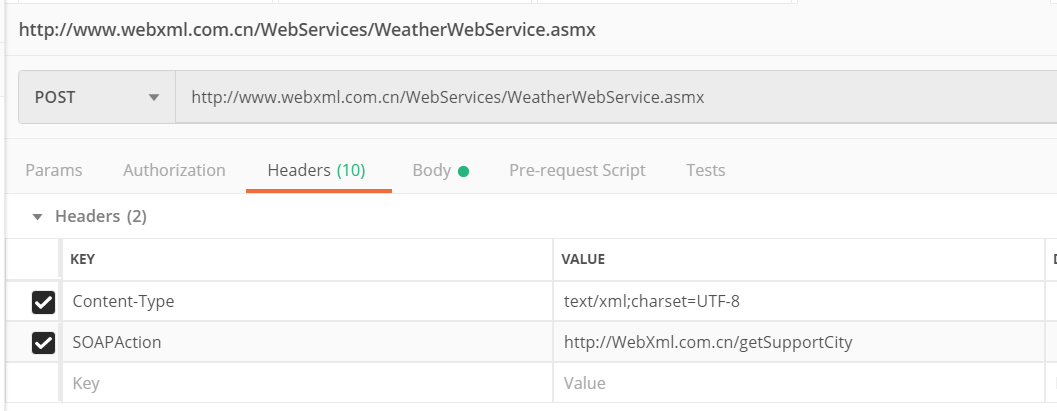 http://www.webxml.com.cn/WebServices/WeatherWebService.asmx
POST http://www.webxml.com.cn/WebServices/WeatherWebService.asmx
Params Authorization Headers (10) Body Pre-request Script Tests
Headers (2)
KEY VALUE
Content-Type text/xml;charset=UTF-8
SOAPAction http://WebXml.com.cn/getSupportCity
Key Value